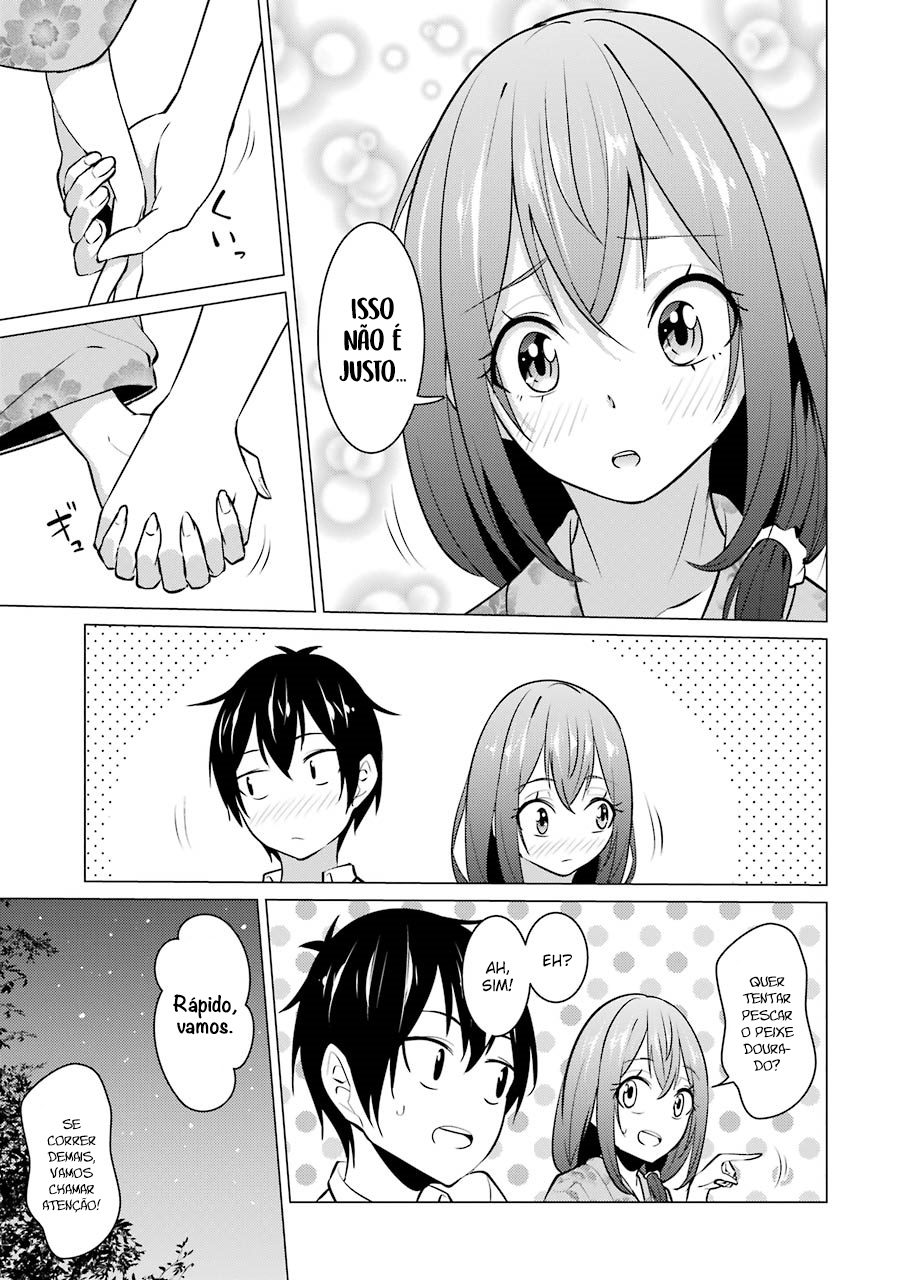 ISSO
NÃO É
JUSTO...
くいっ
ギュ
QUER
TENTAR
PESCAR
O PEIXE
DOURA-
DO?
EH?
AH,
SIM!
Rápido,
vamos.
SE
CORRER
DEMAIS,
VAMOS
CHAMAR
ATENÇÃO!